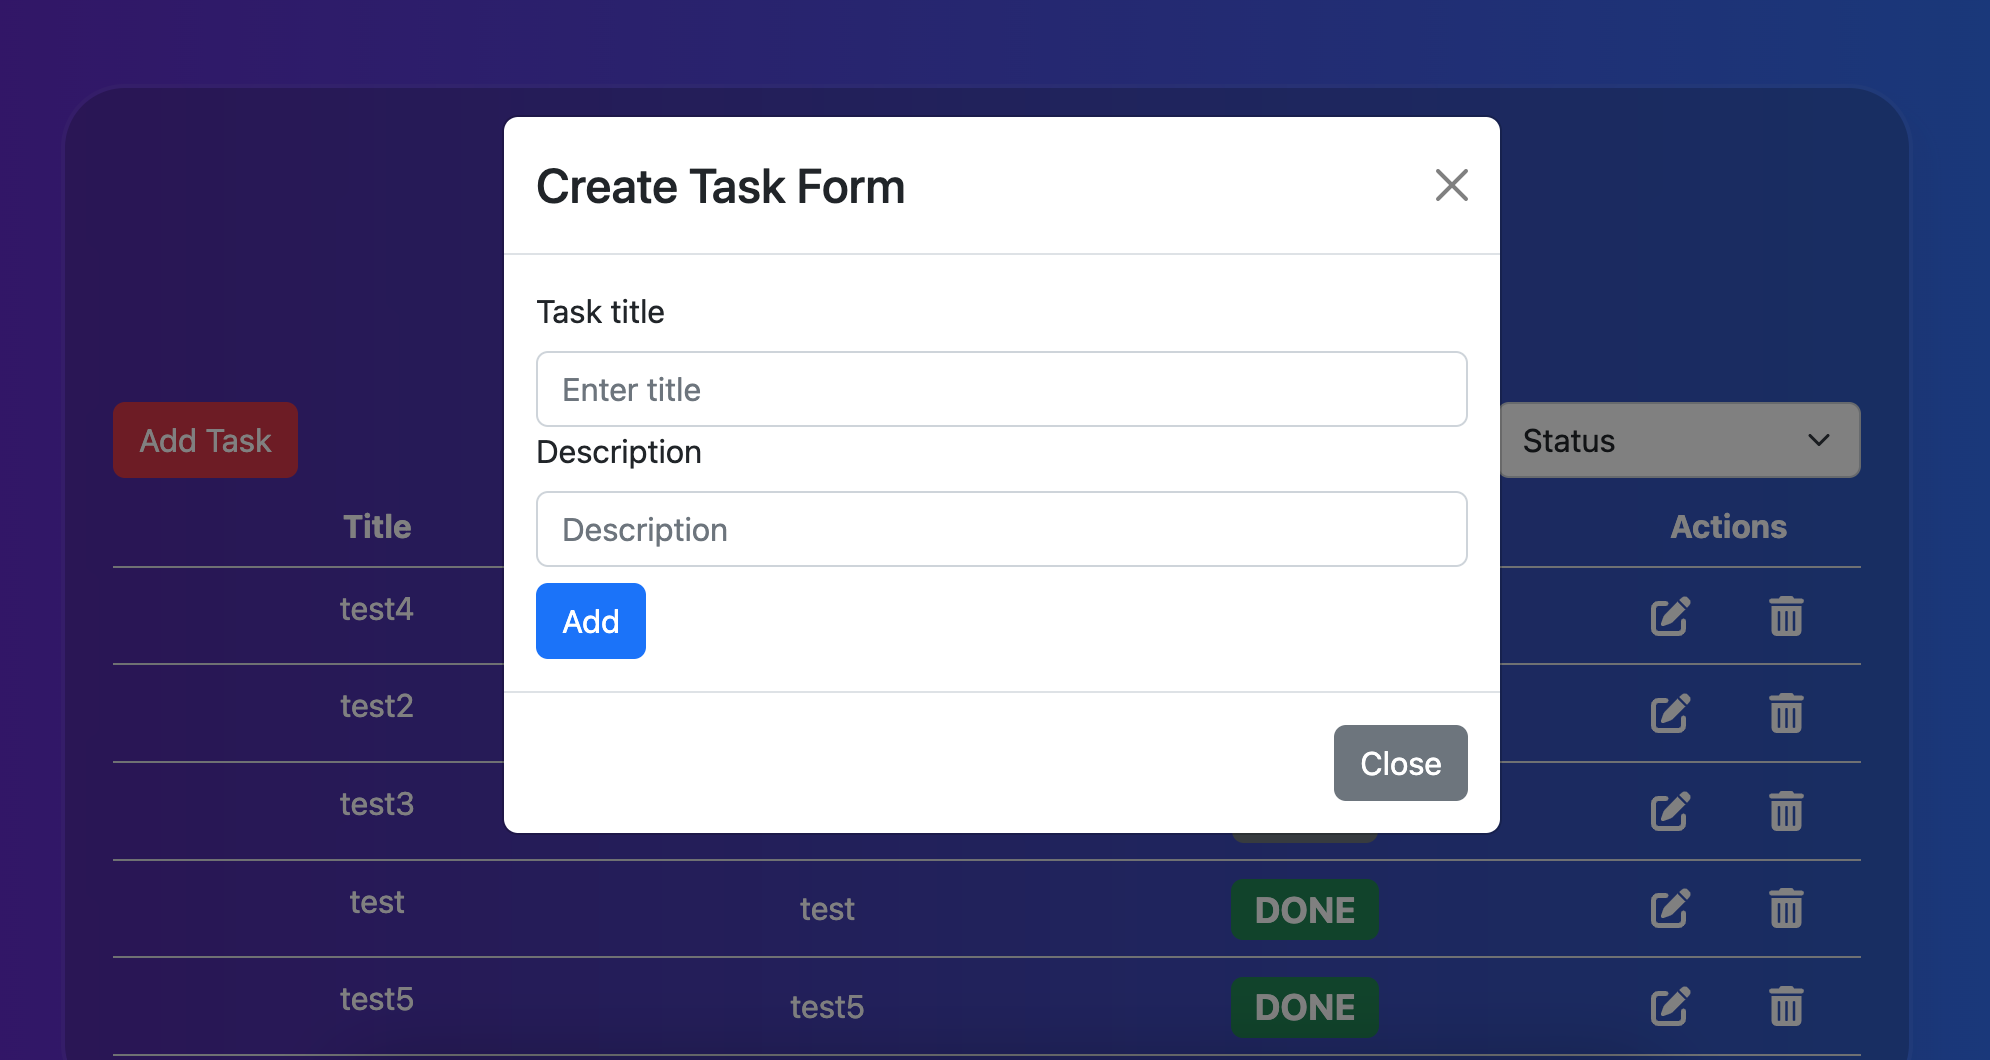 Create Task Form
Task title
Enter title
Description
Description
Add
Close
Add Task
Status
Title
Actions
test4
test2
test3
test test DONE
test5 test5 DONE